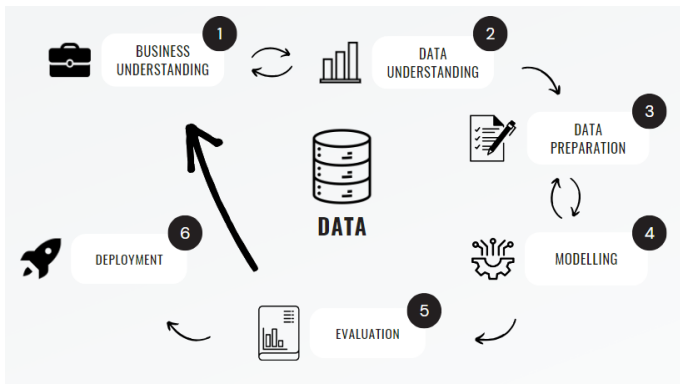 1
BUSINESS
UNDERSTANDING
2
DATA
UNDERSTANDING
3
DATA
PREPARATION
DATA
6
DEPLOYMENT
4
MODELLING
5
EVALUATION